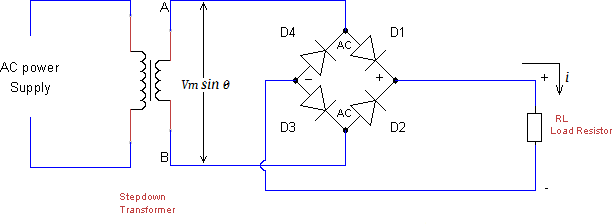 A
D4
D1
AC
AC power
Supply
Vm sin θ
−
+
+
i
AC
D3
D2
RL
Load Resistor
B
-
Stepdown
Transformer